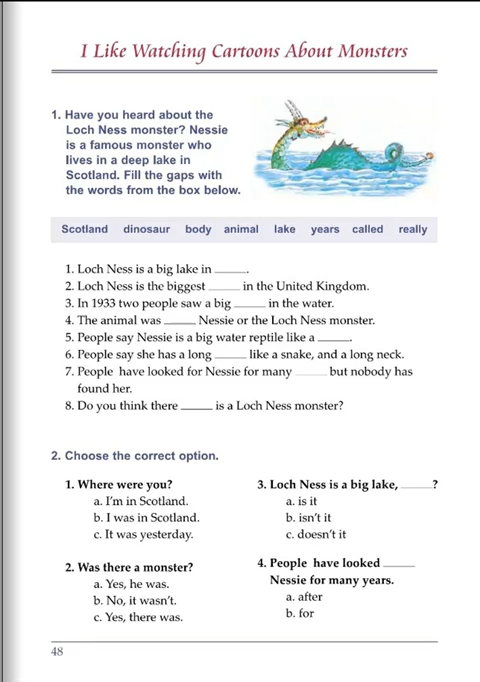 I Like Watching Cartoons About Monsters
1. Have you heard about the
Loch Ness monster? Nessie
is a famous monster who
lives in a deep lake in
Scotland. Fill the gaps with
the words from the box below.
Scotland dinosaur body animal lake years called really
1. Loch Ness is a big lake in ______.
2. Loch Ness is the biggest ______ in the United Kingdom.
3. In 1933 two people saw a big ______ in the water.
4. The animal was ______ Nessie or the Loch Ness monster.
5. People say Nessie is a big water reptile like a ______.
6. People say she has a long ______ like a snake, and a long neck.
7. People have looked for Nessie for many ______ but nobody has
found her.
8. Do you think there ______ is a Loch Ness monster?
2. Choose the correct option.
1. Where were you?
a. I'm in Scotland.
b. I was in Scotland.
c. It was yesterday.
2. Was there a monster?
a. Yes, he was.
b. No, it wasn't.
c. Yes, there was.
3. Loch Ness is a big lake, ______?
a. is it
b. isn't it
c. doesn't it
4. People have looked ______
Nessie for many years.
a. after
b. for
48